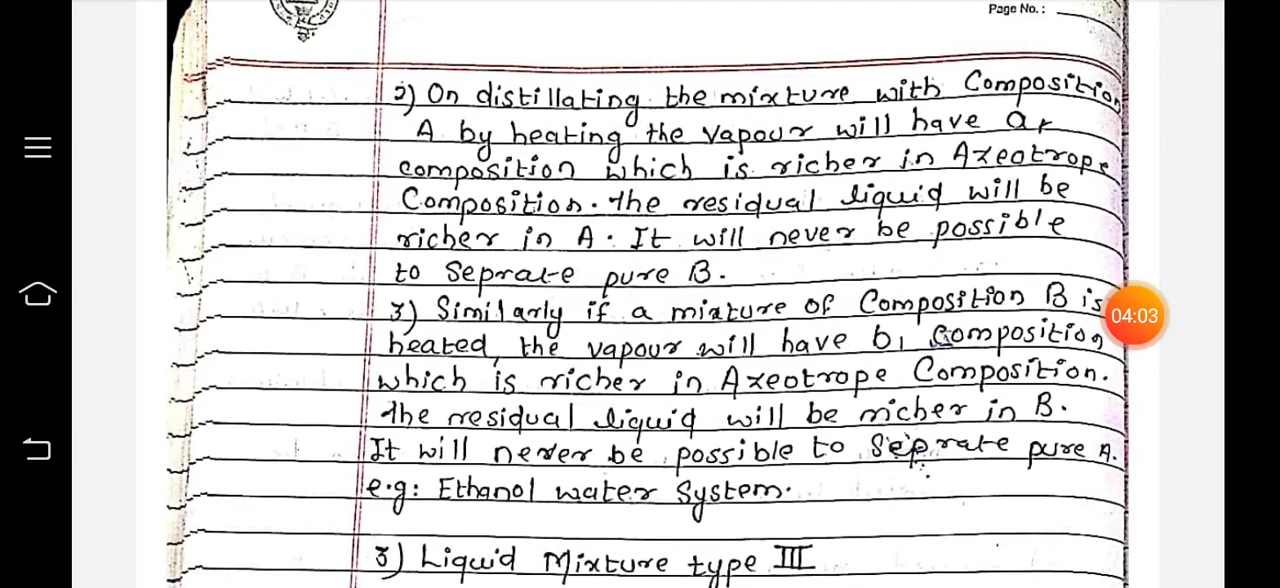 Page No. :
2) On distillating the mixture with Composition
A by heating the vapour will have a1
composition which is richer in Azeotrope
Composition. The residual liquid will be
richer in A. It will never be possible
to Seprate pure B.
3) Similarly if a mixture of Composition B is
heated, the vapour will have b1 composition
which is richer in Azeotrope Composition.
The residual liquid will be richer in B.
It will never be possible to Seprate pure A.
e.g: Ethanol water System.
3) Liquid Mixture type III
04:03